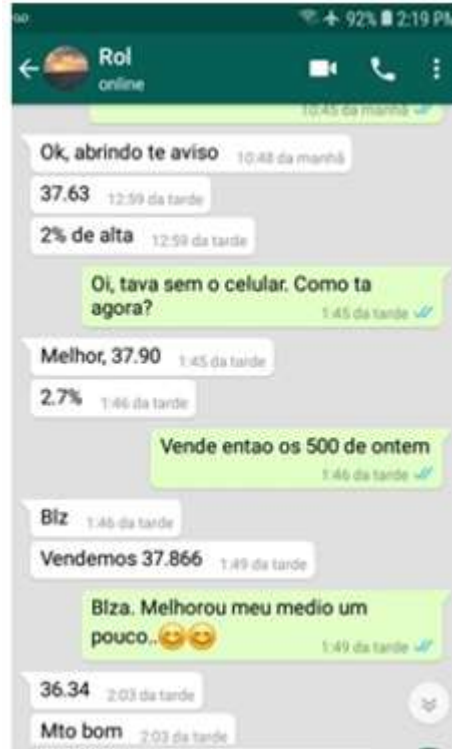 92% 2:19 PM
Rol
online
10:45 da manhã
Ok, abrindo te aviso 10:48 da manhã
37.63 12:59 da tarde
2% de alta 12:59 da tarde
Oi, tava sem o celular. Como ta
agora? 1:45 da tarde
Melhor, 37.90 1:45 da tarde
2.7% 1:46 da tarde
Vende entao os 500 de ontem
1:46 da tarde
Blz 1:46 da tarde
Vendemos 37.866 1:49 da tarde
Blza. Melhorou meu medio um
pouco..😊😊 1:49 da tarde
36.34 2:03 da tarde
Mto bom 2:03 da tarde